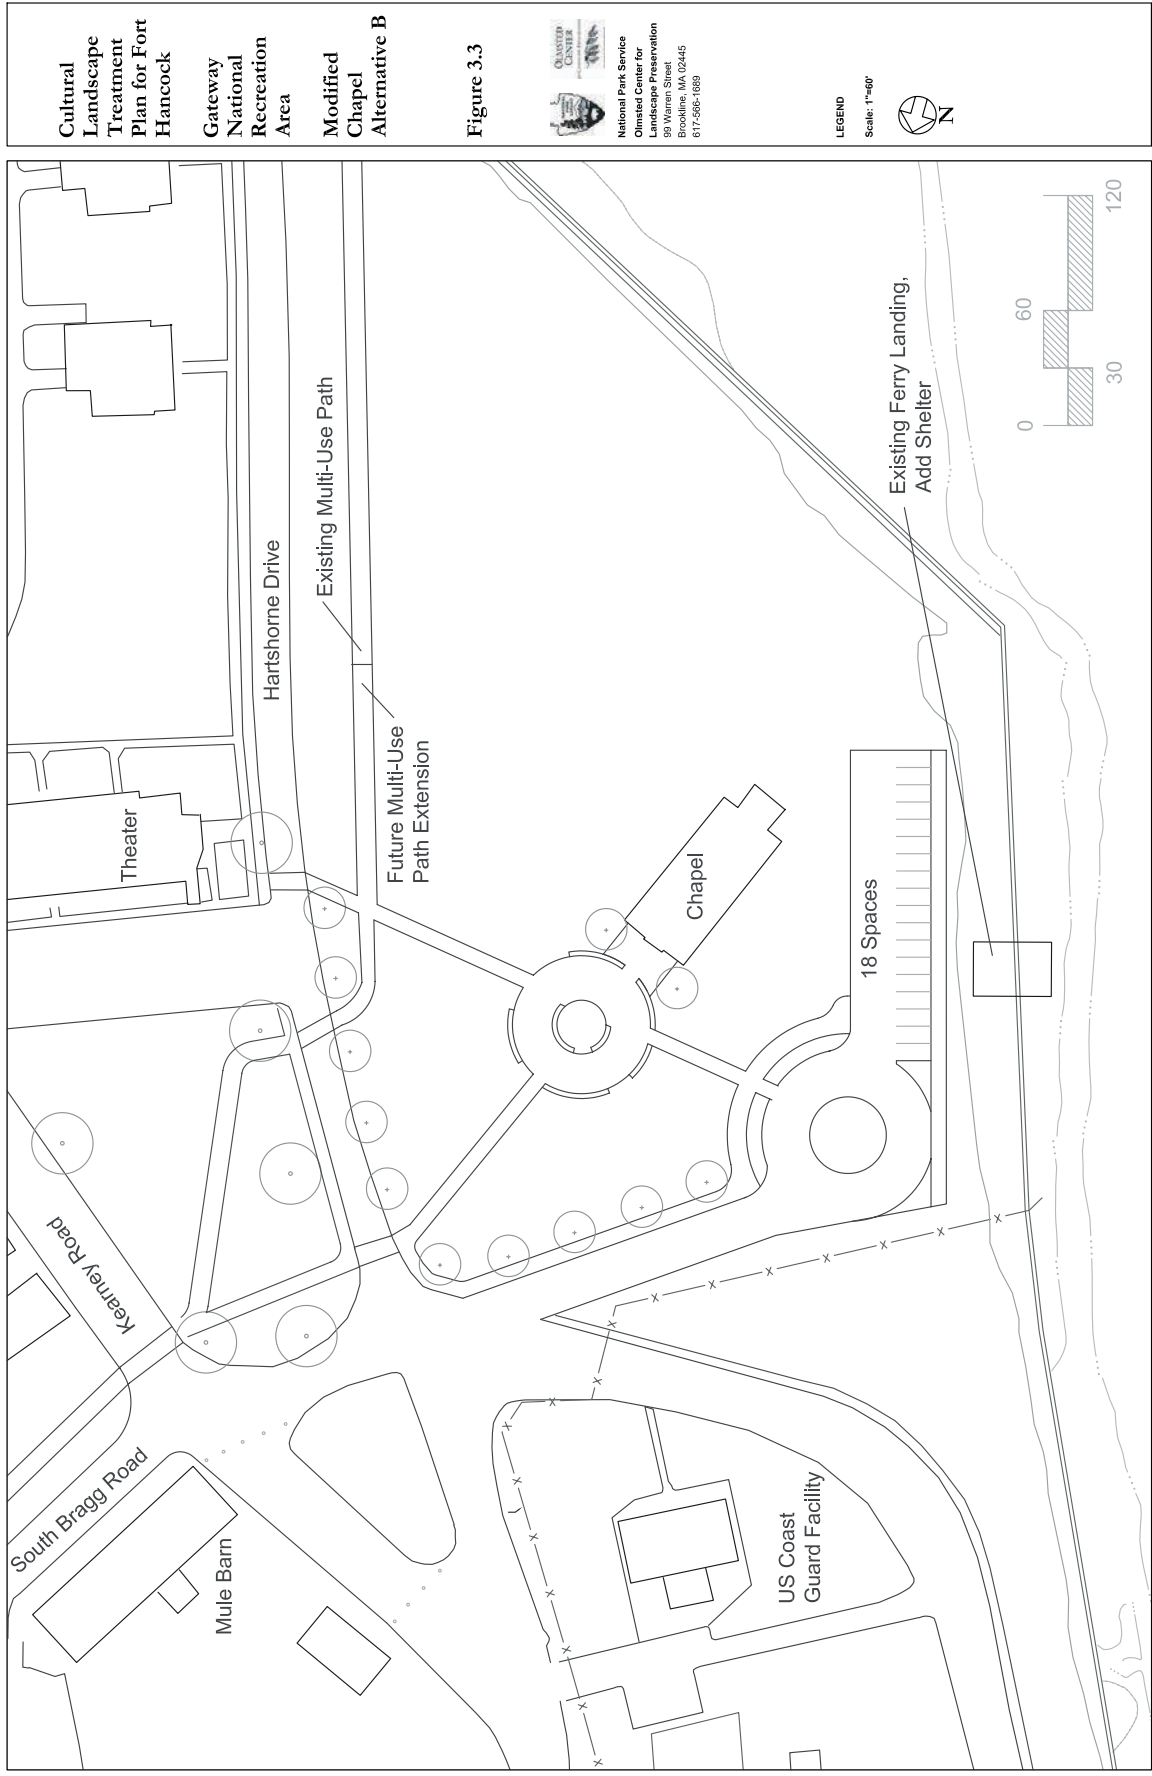 Cultural
Landscape
Treatment
Plan for Fort
Hancock
Gateway
National
Recreation
Area
Modified
Chapel
Alternative B
Figure 3.3
OLMSTED
CENTER
National Park Service
Olmsted Center for
Landscape Preservation
99 Warren Street
Brookline, MA 02445
617-566-1689
LEGEND
Scale: 1"=60'
N
Theater
Hartshorne Drive
Existing Multi-Use Path
Future Multi-Use
Path Extension
Chapel
18 Spaces
Existing Ferry Landing,
Add Shelter
0
30
60
120
Kearney Road
South Bragg Road
Mule Barn
US Coast
Guard Facility